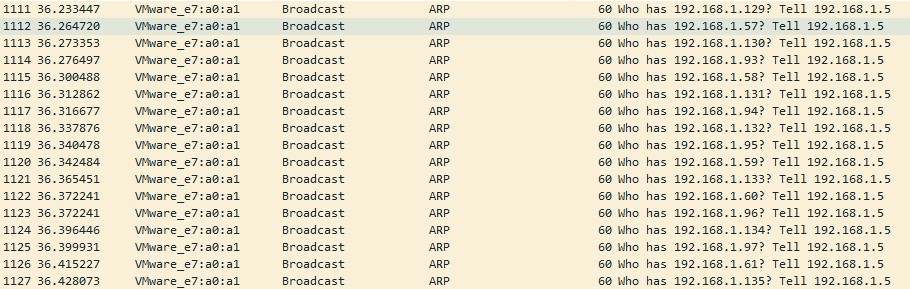 1111 36.233447 VMware_e7:a0:a1 Broadcast ARP 60 Who has 192.168.1.129? Tell 192.168.1.5
1112 36.264720 VMware_e7:a0:a1 Broadcast ARP 60 Who has 192.168.1.57? Tell 192.168.1.5
1113 36.273353 VMware_e7:a0:a1 Broadcast ARP 60 Who has 192.168.1.130? Tell 192.168.1.5
1114 36.276497 VMware_e7:a0:a1 Broadcast ARP 60 Who has 192.168.1.93? Tell 192.168.1.5
1115 36.300488 VMware_e7:a0:a1 Broadcast ARP 60 Who has 192.168.1.58? Tell 192.168.1.5
1116 36.312862 VMware_e7:a0:a1 Broadcast ARP 60 Who has 192.168.1.131? Tell 192.168.1.5
1117 36.316677 VMware_e7:a0:a1 Broadcast ARP 60 Who has 192.168.1.94? Tell 192.168.1.5
1118 36.337876 VMware_e7:a0:a1 Broadcast ARP 60 Who has 192.168.1.132? Tell 192.168.1.5
1119 36.340478 VMware_e7:a0:a1 Broadcast ARP 60 Who has 192.168.1.95? Tell 192.168.1.5
1120 36.342484 VMware_e7:a0:a1 Broadcast ARP 60 Who has 192.168.1.59? Tell 192.168.1.5
1121 36.365451 VMware_e7:a0:a1 Broadcast ARP 60 Who has 192.168.1.133? Tell 192.168.1.5
1122 36.372241 VMware_e7:a0:a1 Broadcast ARP 60 Who has 192.168.1.60? Tell 192.168.1.5
1123 36.372241 VMware_e7:a0:a1 Broadcast ARP 60 Who has 192.168.1.96? Tell 192.168.1.5
1124 36.396446 VMware_e7:a0:a1 Broadcast ARP 60 Who has 192.168.1.134? Tell 192.168.1.5
1125 36.399931 VMware_e7:a0:a1 Broadcast ARP 60 Who has 192.168.1.97? Tell 192.168.1.5
1126 36.415227 VMware_e7:a0:a1 Broadcast ARP 60 Who has 192.168.1.61? Tell 192.168.1.5
1127 36.428073 VMware_e7:a0:a1 Broadcast ARP 60 Who has 192.168.1.135? Tell 192.168.1.5